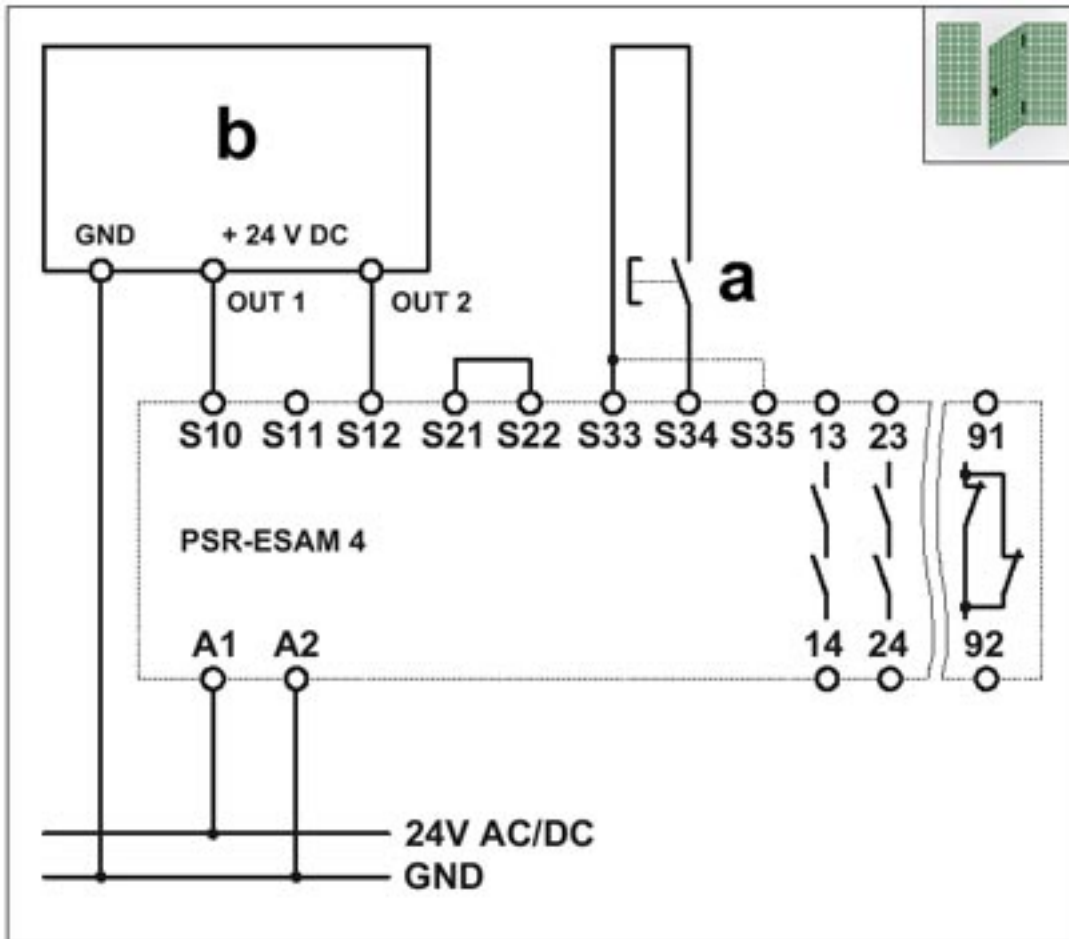 b
GND + 24 V DC
OUT 1 OUT 2
a
S10 S11 S12 S21 S22 S33 S34 S35 13 23 91
PSR-ESAM 4
A1 A2 14 24 92
24V AC/DC
GND